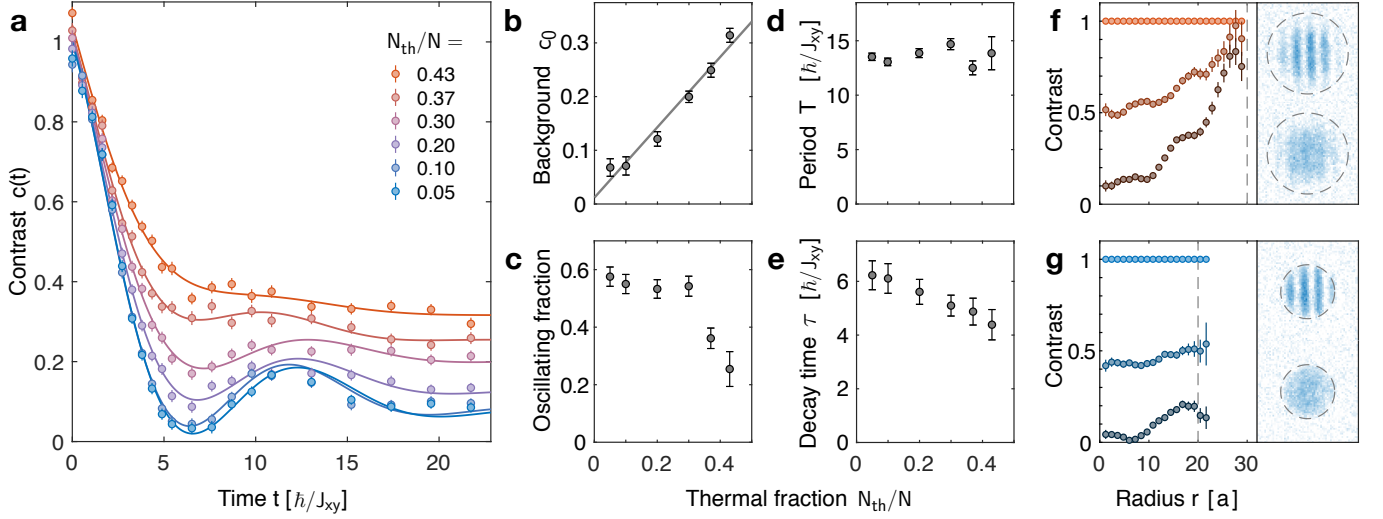 a
Contrast c(t)
1
0.8
0.6
0.4
0.2
0
0
5
10
15
20
Time t [ħ/J_xy]
N_th/N =
0.43
0.37
0.30
0.20
0.10
0.05
b
Background c_0
0.3
0.2
0.1
0
c
Oscillating fraction
0.6
0.4
0.2
0
0
0.2
0.4
d
Period T [ħ/J_xy]
15
10
5
0
e
Decay time τ [ħ/J_xy]
6
4
2
0
0
0.2
0.4
Thermal fraction N_th/N
f
Contrast
1
0.5
0
g
Contrast
1
0.5
0
0
10
20
30
Radius r [a]